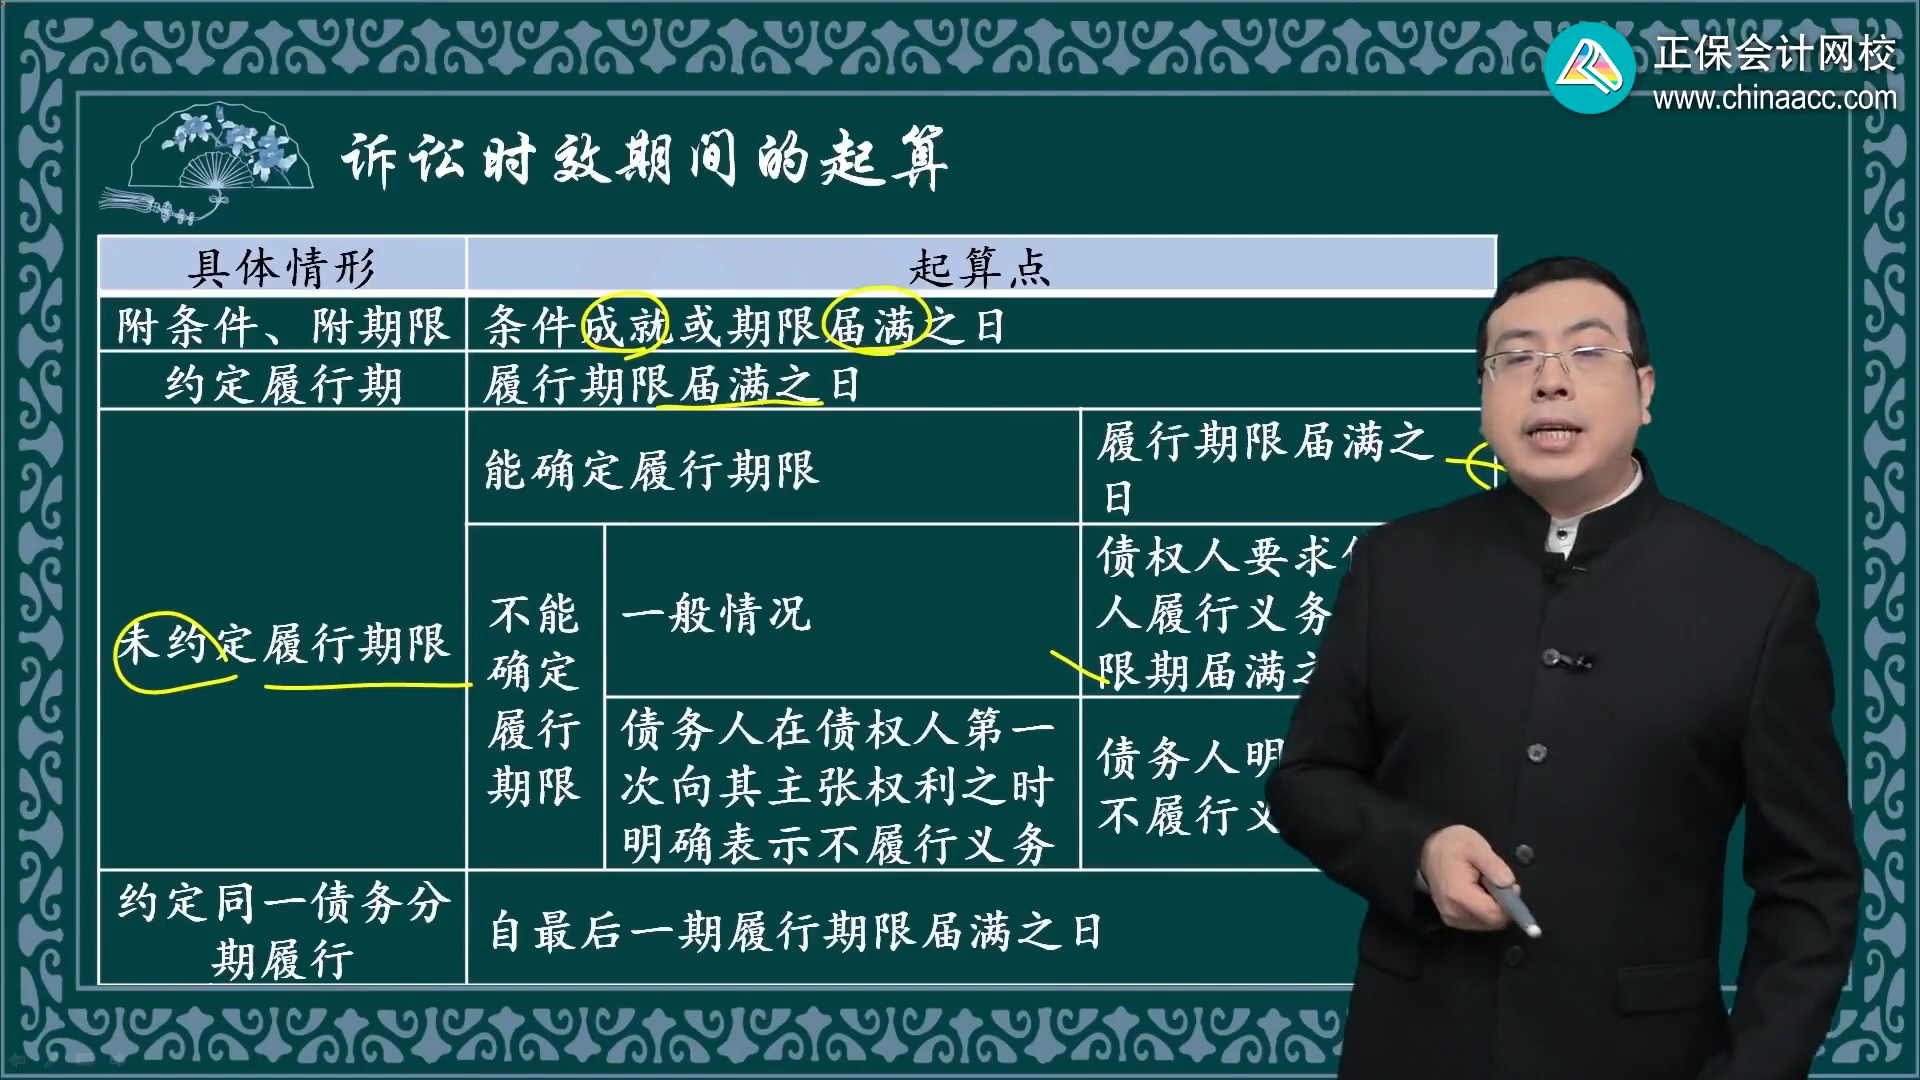 正保会计网校
www.chinaacc.com
诉讼时效期间的起算
具体情形
起算点
附条件、附期限
条件成就或期限届满之日
约定履行期
履行期限届满之日
未约定履行期限
能确定履行期限
履行期限届满之
日
不能
确定
履行
期限
一般情况
债权人要求
人履行义务
限期届满之
债务人在债权人第一
次向其主张权利之时
明确表示不履行义务
债务人明
不履行义
约定同一债务分
期履行
自最后一期履行期限届满之日